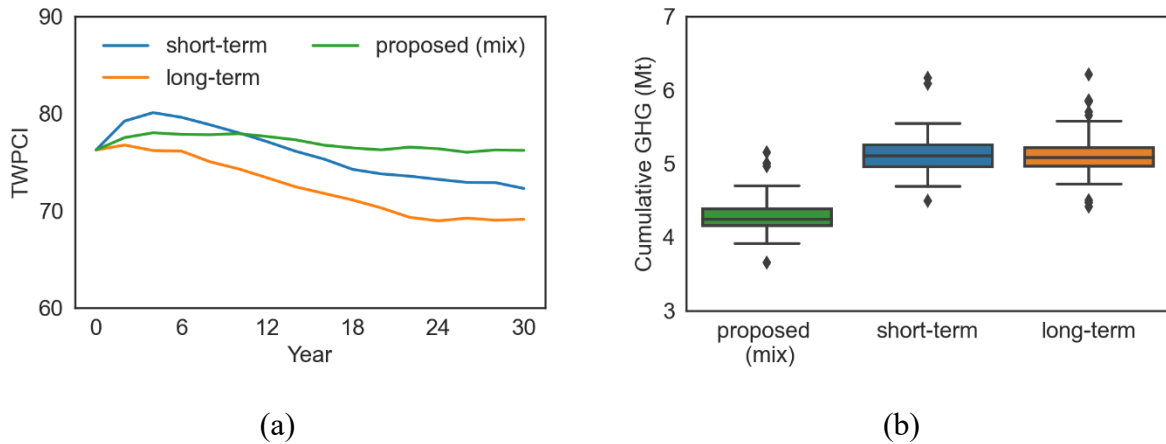 90
80
70
60
TWPCI
short-term
long-term
proposed (mix)
0
6
12
18
24
30
Year
(a)
7
6
5
4
3
Cumulative GHG (Mt)
proposed
(mix)
short-term
long-term
(b)